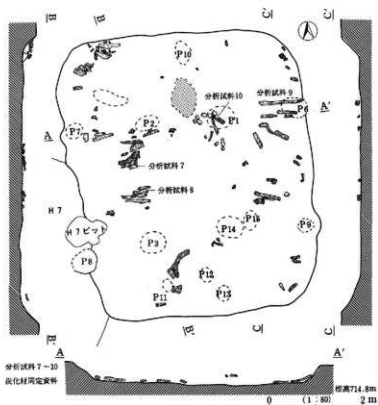 B
B
C
C
P10
分析試料10
分析試料9
P1
P6
A'
P2
P7
A
分析試料7
分析試料8
H7
H7ピット
P3
P14
P15
P9
P8
P11
P12
P13
B'
B'
C'
C'
A
A'
分析試料7~10
炭化材同定資料
標高714.8m
0 (1:80) 2m